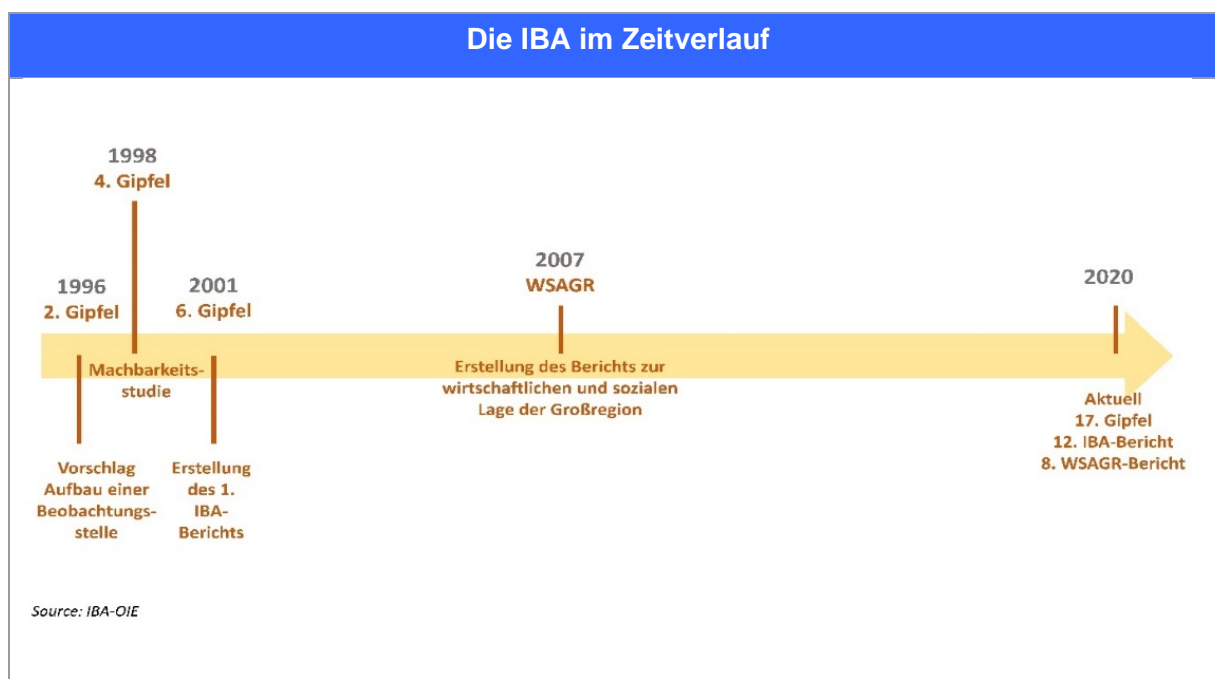 Die IBA im Zeitverlauf
1998
4. Gipfel
1996
2. Gipfel
2001
6. Gipfel
2007
WSAGR
2020
Machbarkeits-
studie
Erstellung des Berichts zur
wirtschaftlichen und sozialen
Lage der Großregion
Aktuell
17. Gipfel
12. IBA-Bericht
8. WSAGR-Bericht
Vorschlag
Aufbau einer
Beobachtungs-
stelle
Erstellung
des 1.
IBA-
Berichts
Source: IBA-OIE